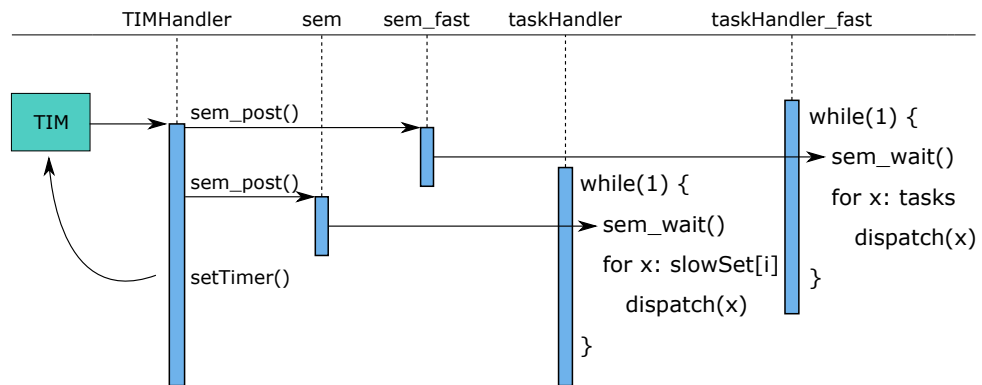 TIMHandler
sem
sem_fast
taskHandler
taskHandler_fast
TIM
sem_post()
sem_post()
setTimer()
while(1) {
sem_wait()
for x: slowSet[i]
dispatch(x)
}
while(1) {
sem_wait()
for x: tasks
dispatch(x)
}